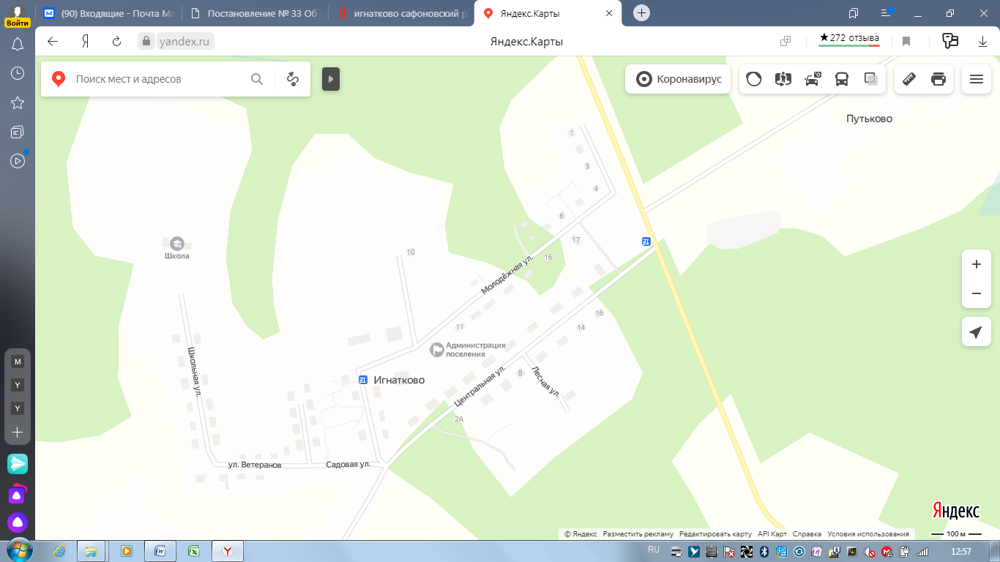 Войти
(90) Входящие - Почта Ma
Постановление № 33 Об
игнатково сафоновский р
Яндекс.Карты
yandex.ru
Яндекс.Карты
★272 отзыва
Поиск мест и адресов
Коронавирус
Путьково
1
3
4
6
17
16
Молодёжная ул.
10
Школа
11
16
14
Администрация
поселения
Школьная ул.
Игнатково
Центральная ул.
8
Лесная ул.
2А
ул. Ветеранов
Садовая ул.
M
Y
Y
Яндекс
© Яндекс Разместить рекламу Редактировать карту API Карт Справка Условия использования
100 м
RU
12:57